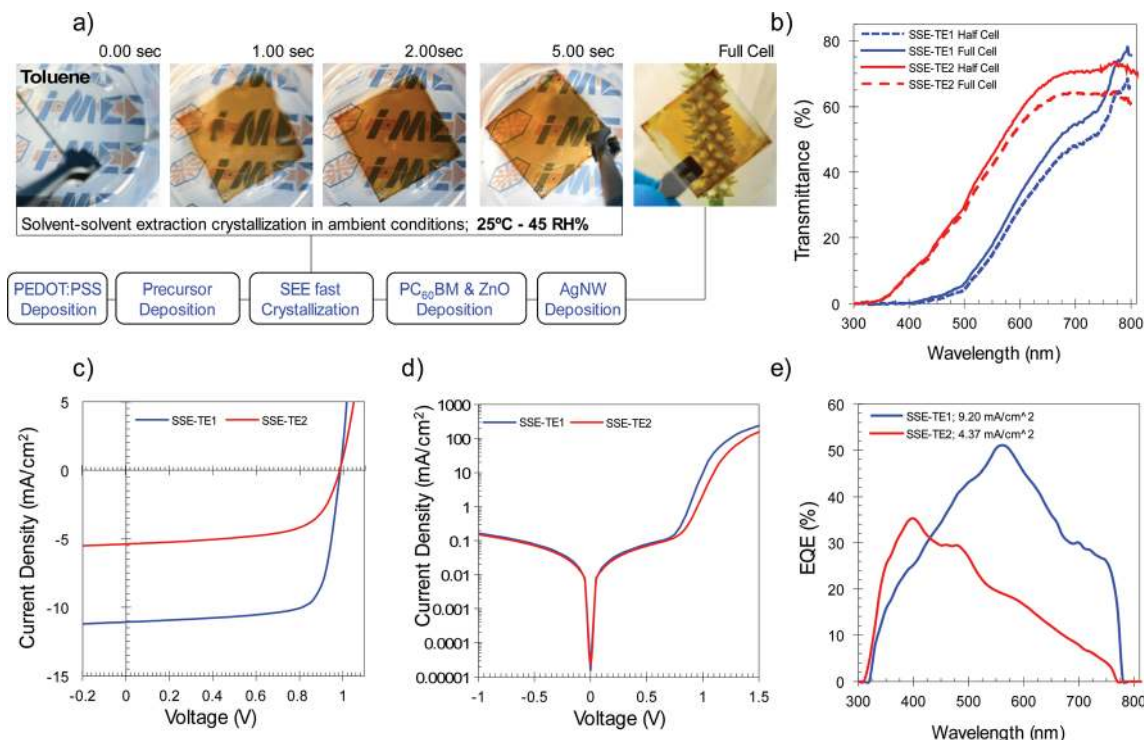 a)
0.00 sec
1.00 sec
2.00sec
5.00 sec
Full Cell
Toluene
Solvent-solvent extraction crystallization in ambient conditions; 25ºC - 45 RH%
PEDOT:PSS
Deposition
Precursor
Deposition
SEE fast
Crystallization
PC60BM & ZnO
Deposition
AgNW
Deposition
b)
SSE-TE1 Half Cell
SSE-TE1 Full Cell
SSE-TE2 Half Cell
SSE-TE2 Full Cell
Transmittance (%)
80
60
40
20
0
300 400 500 600 700 800
Wavelength (nm)
c)
SSE-TE1 SSE-TE2
Current Density (mA/cm2)
5
0
-5
-10
-15
-0.2 0 0.2 0.4 0.6 0.8 1
Voltage (V)
d)
SSE-TE1 SSE-TE2
Current Density (mA/cm2)
1000
100
10
1
0.1
0.01
0.001
0.0001
0.00001
-1 -0.5 0 0.5 1 1.5
Voltage (V)
e)
SSE-TE1; 9.20 mA/cm^2
SSE-TE2; 4.37 mA/cm^2
EQE (%)
60
50
40
30
20
10
0
300 400 500 600 700 800
Wavelength (nm)